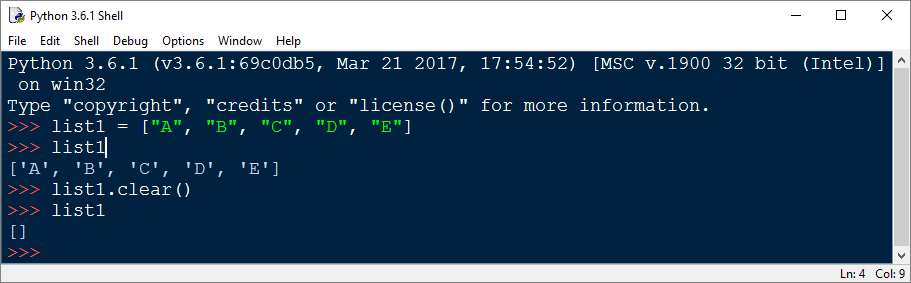 Python 3.6.1 Shell
File Edit Shell Debug Options Window Help
Python 3.6.1 (v3.6.1:69c0db5, Mar 21 2017, 17:54:52) [MSC v.1900 32 bit (Intel)]
 on win32
Type "copyright", "credits" or "license()" for more information.
>>> list1 = ["A", "B", "C", "D", "E"]
>>> list1
['A', 'B', 'C', 'D', 'E']
>>> list1.clear()
>>> list1
[]
>>>
Ln: 4 Col: 9